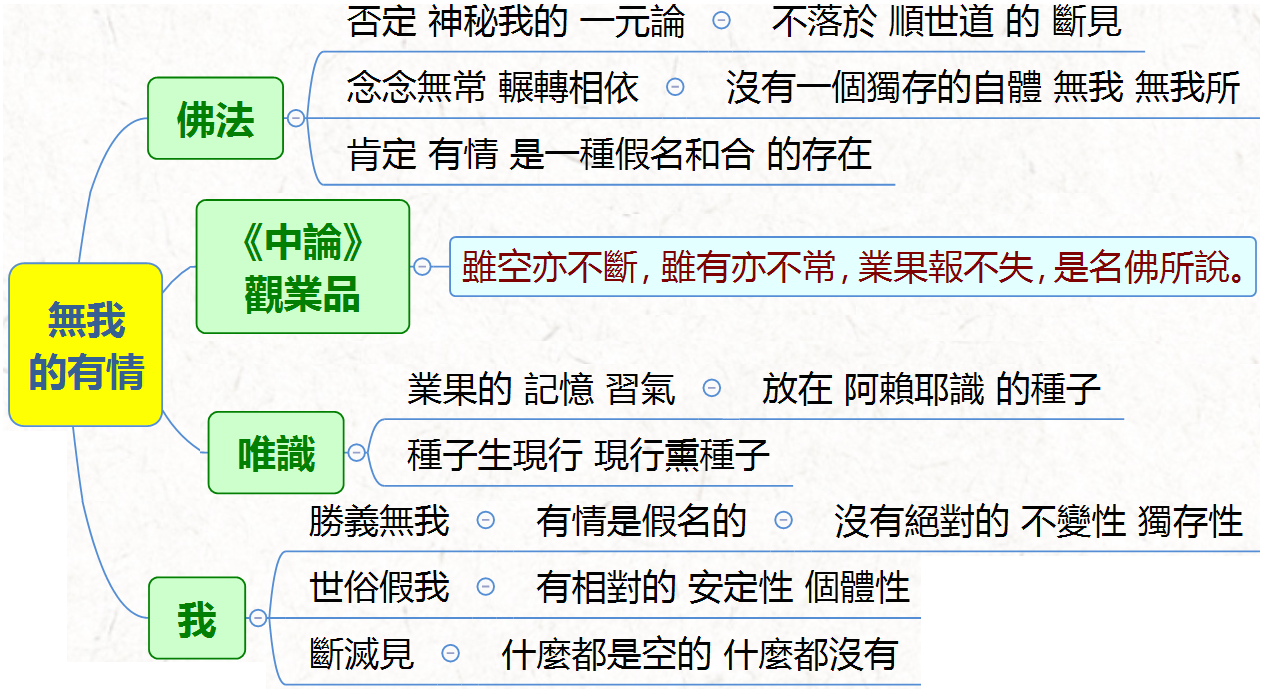 否定 神秘我的 一元論 不落於 順世道 的 斷見
佛法
念念無常 輾轉相依 沒有一個獨存的自體 無我 無我所
肯定 有情 是一種假名和合 的存在
《中論》
觀業品
雖空亦不斷，雖有亦不常，業果報不失，是名佛所說。
無我
的有情
業果的 記憶 習氣 放在 阿賴耶識 的種子
唯識
種子生現行 現行熏種子
勝義無我 有情是假名的 沒有絕對的 不變性 獨存性
我
世俗假我 有相對的 安定性 個體性
斷滅見 什麼都是空的 什麼都沒有